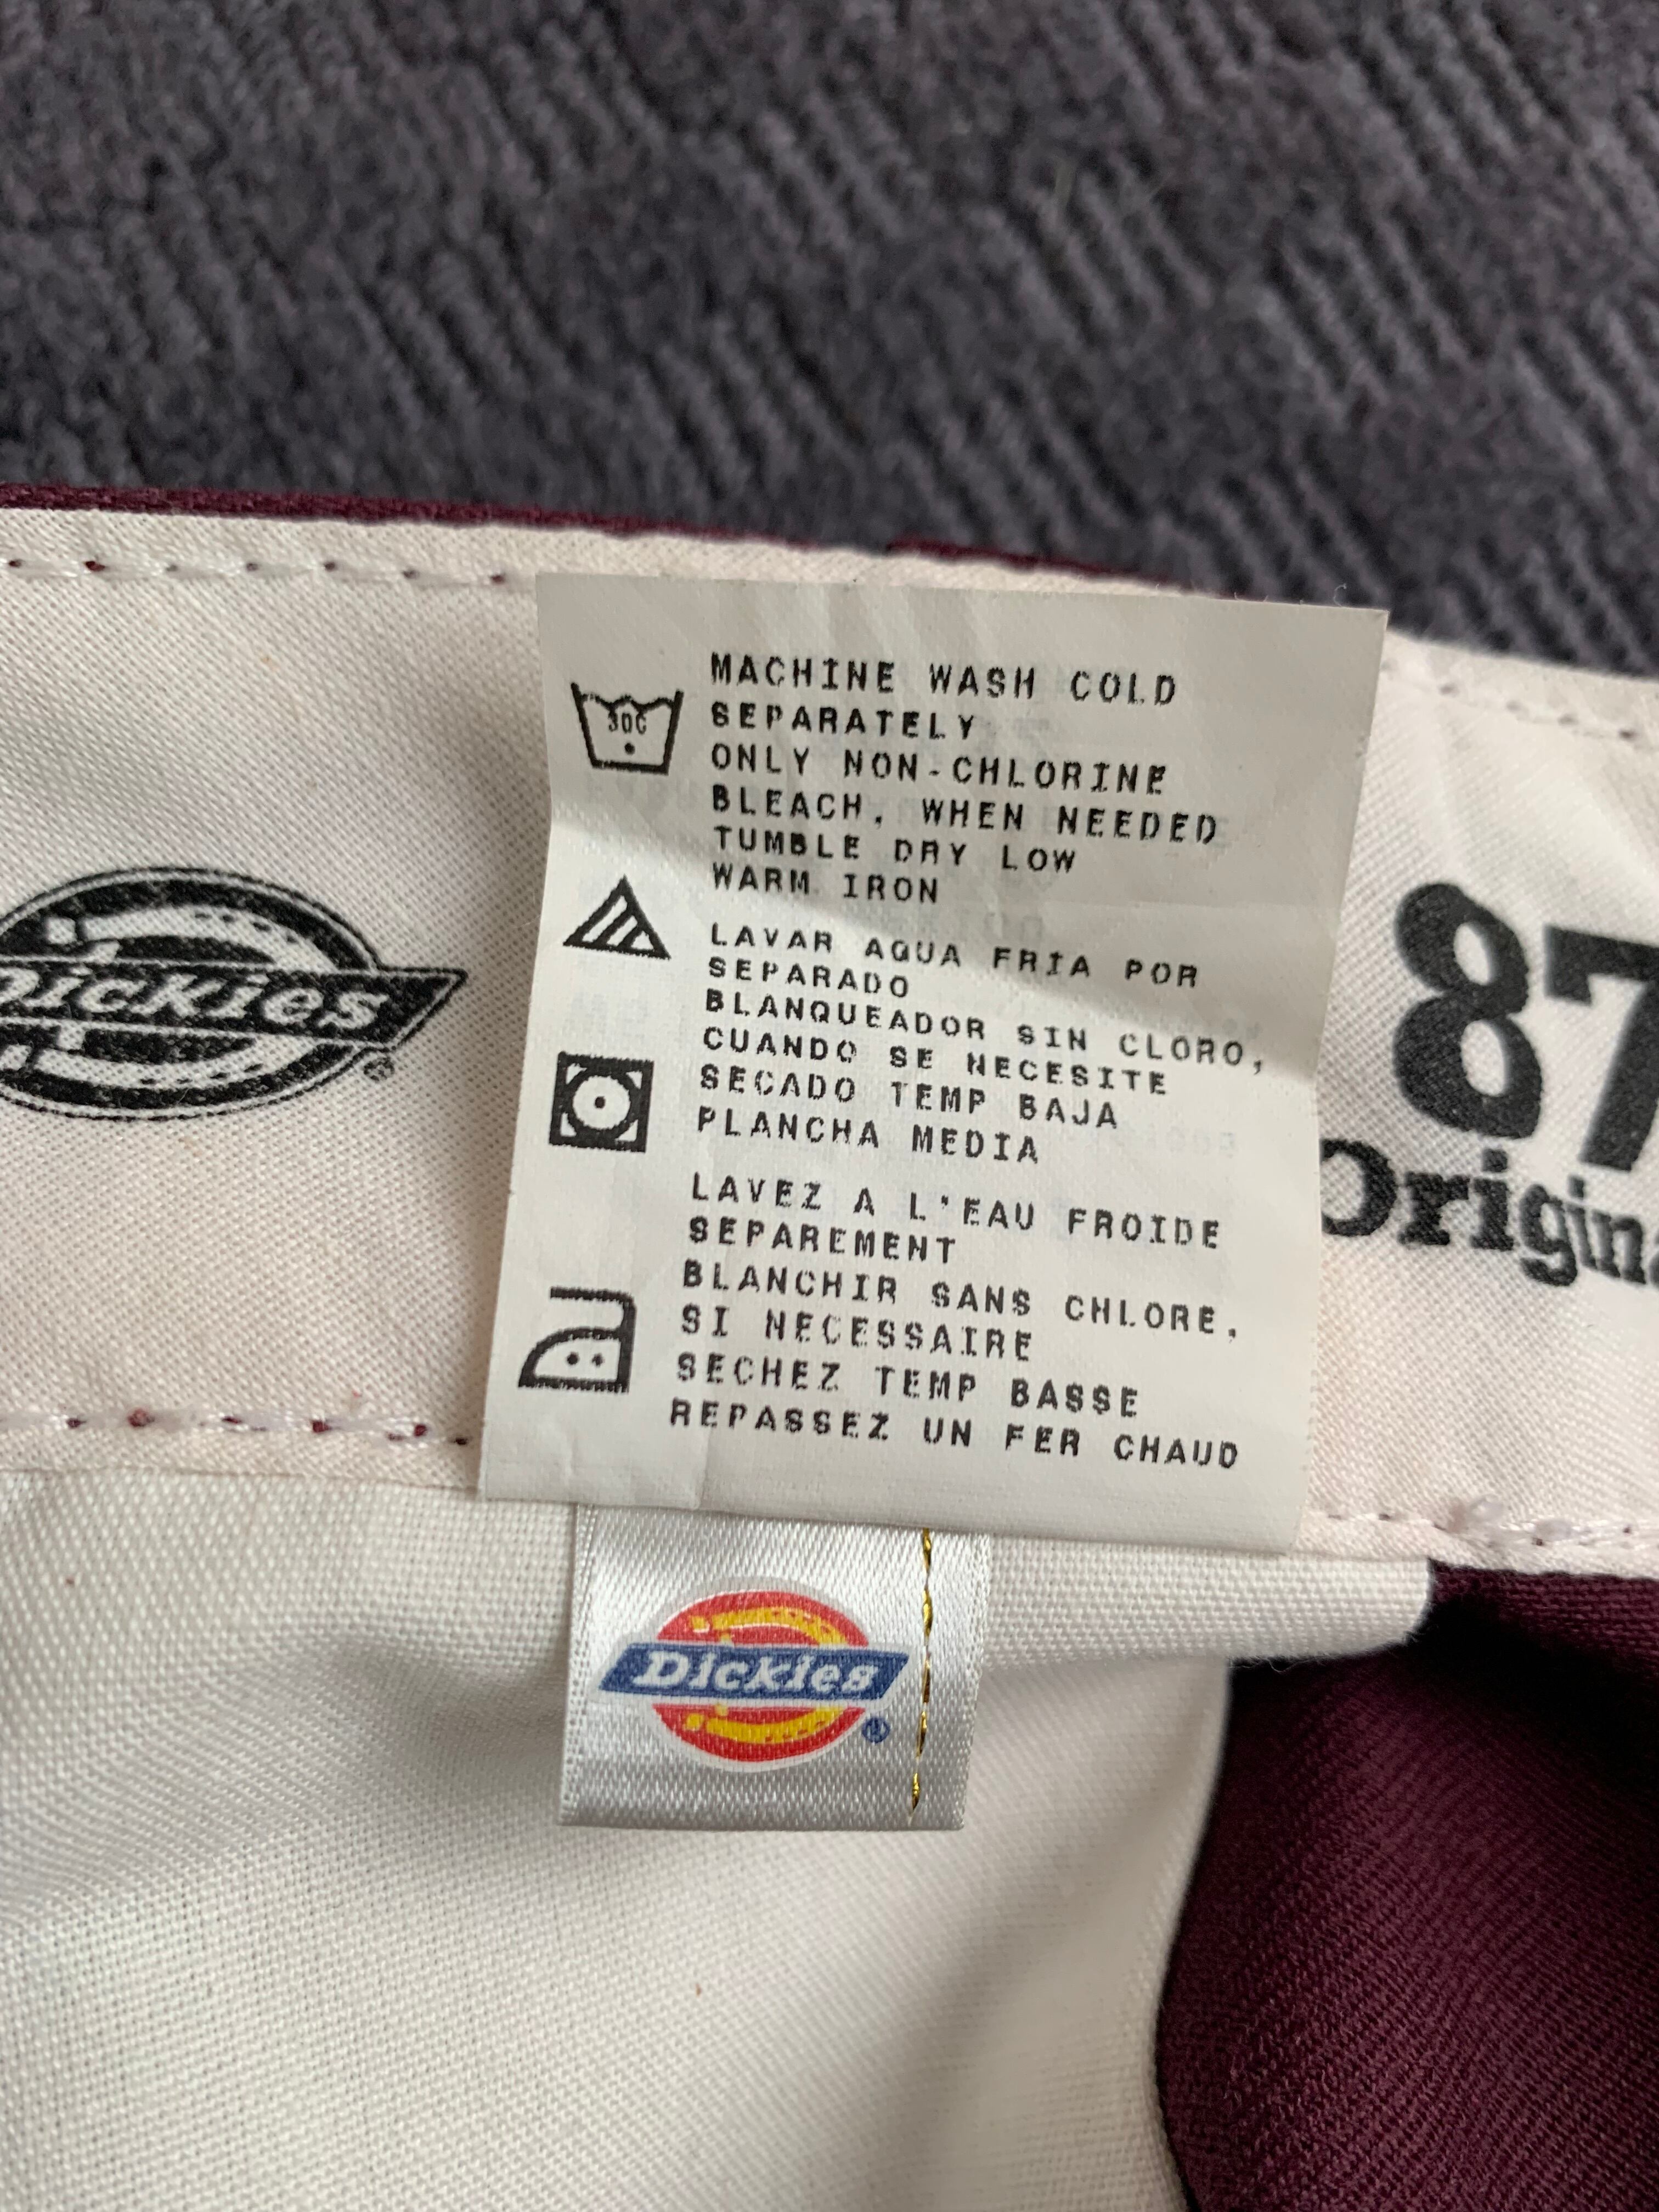 MACHINE WASH COLD
SEPARATELY
ONLY NON-CHLORINE
BLEACH, WHEN NEEDED
TUMBLE DRY LOW
WARM IRON
30C
LAVAR AQUA FRIA POR
SEPARADO
BLANQUEADOR SIN CLORO,
CUANDO SE NECESITE
SECADO TEMP BAJA
PLANCHA MEDIA
LAVEZ A L'EAU FROIDE
SEPAREMENT
BLANCHIR SANS CHLORE,
SI NECESSAIRE
SECHEZ TEMP BASSE
REPASSEZ UN FER CHAUD
Dickies®
87
Origina
Dickies®